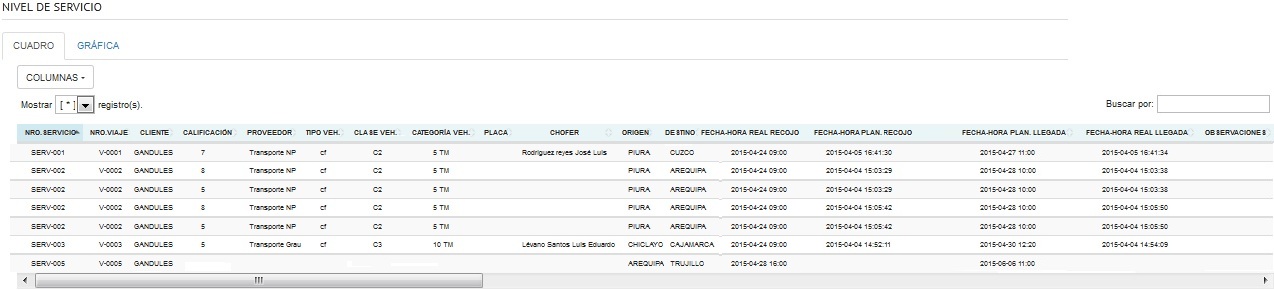 NIVEL DE SERVICIO
CUADRO GRÁFICA
COLUMNAS
Mostrar [ * ] registro(s). Buscar por:
NRO. SERVICIO NRO.VIAJE CLIENTE CALIFICACIÓN PROVEEDOR TIPO VEH. CLASE VEH. CATEGORÍA VEH. PLACA CHOFER ORIGEN DESTINO FECHA-HORA REAL RECOJO FECHA-HORA PLAN. RECOJO FECHA-HORA PLAN. LLEGADA FECHA-HORA REAL LLEGADA OBSERVACIONES
SERV-001 V-0001 GANDULES 7 Transporte NP cf C2 5 TM Rodriguez reyes José Luis PIURA CUZCO 2015-04-24 09:00 2015-04-05 16:41:30 2015-04-27 11:00 2015-04-05 16:41:34
SERV-002 V-0002 GANDULES 8 Transporte NP cf C2 5 TM PIURA AREQUIPA 2015-04-24 09:00 2015-04-04 15:03:29 2015-04-28 10:00 2015-04-04 15:03:38
SERV-002 V-0002 GANDULES 5 Transporte NP cf C2 5 TM PIURA AREQUIPA 2015-04-24 09:00 2015-04-04 15:03:29 2015-04-28 10:00 2015-04-04 15:03:38
SERV-002 V-0002 GANDULES 8 Transporte NP cf C2 5 TM PIURA AREQUIPA 2015-04-24 09:00 2015-04-04 15:05:42 2015-04-28 10:00 2015-04-04 15:05:50
SERV-002 V-0002 GANDULES 5 Transporte NP cf C2 5 TM PIURA AREQUIPA 2015-04-24 09:00 2015-04-04 15:05:42 2015-04-28 10:00 2015-04-04 15:05:50
SERV-003 V-0003 GANDULES 5 Transporte Grau cf C3 10 TM Lévano Santos Luis Eduardo CHICLAYO CAJAMARCA 2015-04-24 09:00 2015-04-04 14:52:11 2015-04-30 12:20 2015-04-04 14:54:09
SERV-005 V-0005 GANDULES AREQUIPA TRUJILLO 2015-04-28 16:00 2015-06-06 11:00